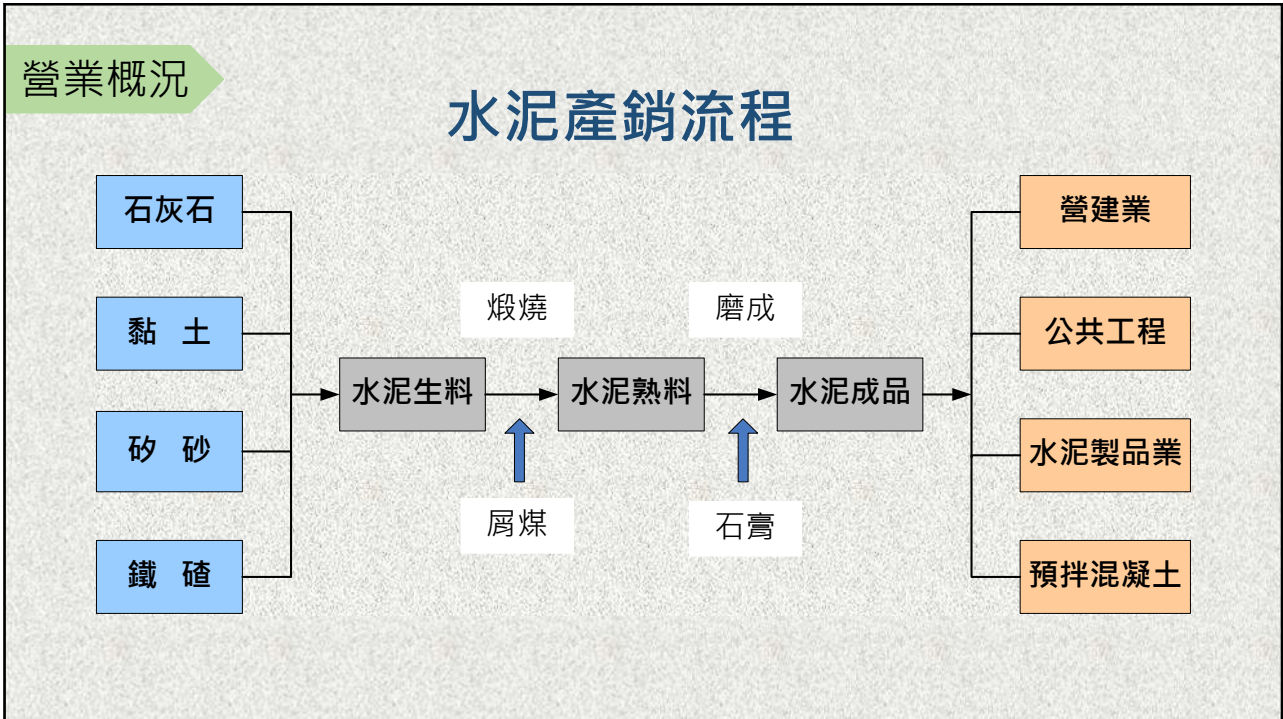 營業概況
水泥產銷流程
石灰石
黏 土
矽 砂
鐵 碴
水泥生料
煅燒
屑煤
水泥熟料
磨成
石膏
水泥成品
營建業
公共工程
水泥製品業
預拌混凝土